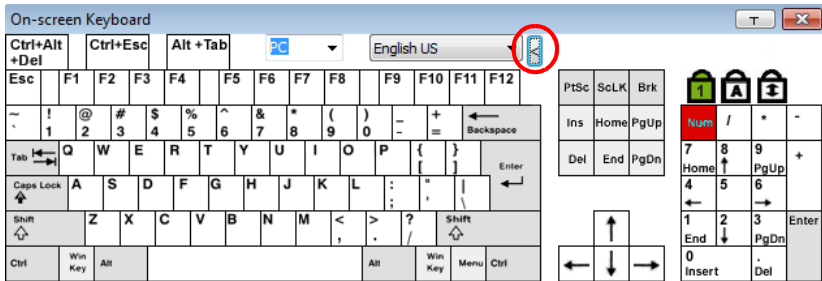 On-screen Keyboard T X
Ctrl+Alt +Del Ctrl+Esc Alt +Tab PC English US <
Esc F1 F2 F3 F4 F5 F6 F7 F8 F9 F10 F11 F12 PtSc ScLK Brk 1 A
~ ` ! 1 @ 2 # 3 $ 4 % 5 ^ 6 & 7 * 8 ( 9 ) 0 _ - + = Backspace Ins Home PgUp Num / * -
Tab Q W E R T Y U I O P { [ } ] Enter Del End PgDn 7 Home 8 9 PgUp +
Caps Lock A S D F G H J K L : ; " ' | \ 4 5 6
Shift Z X C V B N M < , > . ? / Shift 1 End 2 3 PgDn Enter
Ctrl Win Key Alt Alt Win Key Menu Ctrl 0 Insert . Del